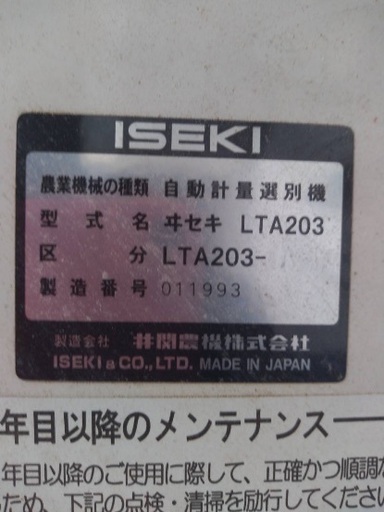 ISEKI
農業機械の種類 自動計量選別機
型式名 ヰセキ LTA203
区分 LTA203-
製造番号 011993
製造会社 井関農機株式会社
ISEKI & CO., LTD. MADE IN JAPAN
年目以降のメンテナンス
年目以降のご使用に際して、正確かつ順調な
ため、下記の点検・清掃を励行してください